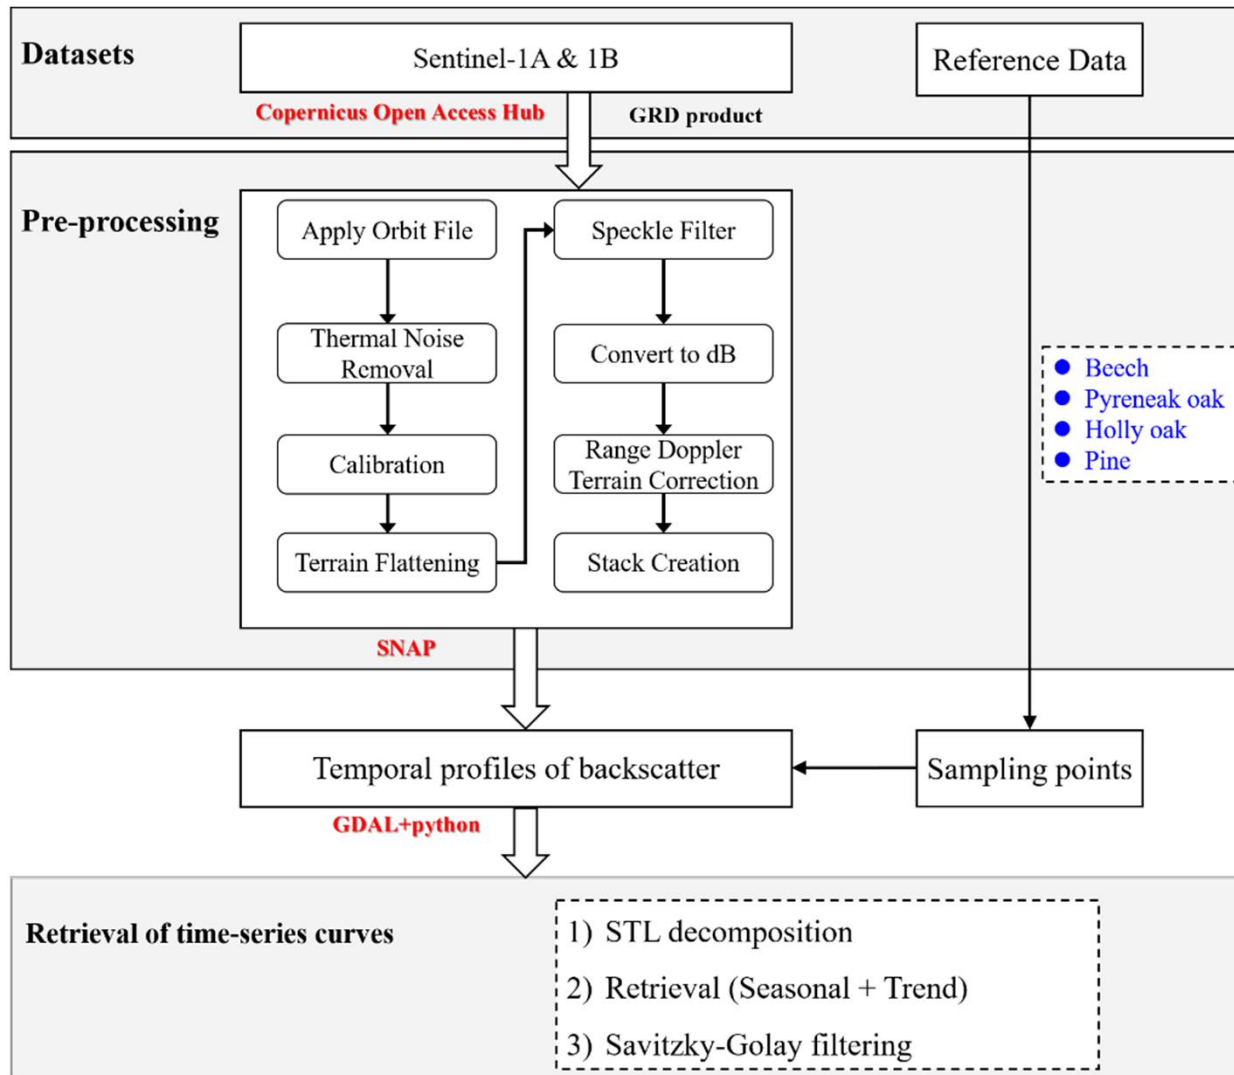 Datasets
Sentinel-1A & 1B
Reference Data
Copernicus Open Access Hub
GRD product
Pre-processing
Apply Orbit File
Thermal Noise
Removal
Calibration
Terrain Flattening
Speckle Filter
Convert to dB
Range Doppler
Terrain Correction
Stack Creation
Beech
Pyreneak oak
Holly oak
Pine
SNAP
Temporal profiles of backscatter
Sampling points
GDAL+python
Retrieval of time-series curves
1) STL decomposition
2) Retrieval (Seasonal + Trend)
3) Savitzky-Golay filtering